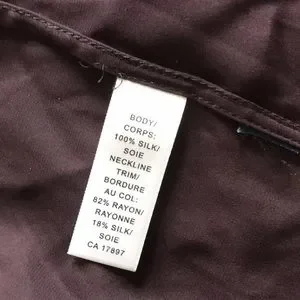 BODY/
CORPS:
100% SILK/
SOIE
NECKLINE
TRIM/
BORDURE
AU COL:
82% RAYON/
RAYONNE
18% SILK/
SOIE
CA 17897